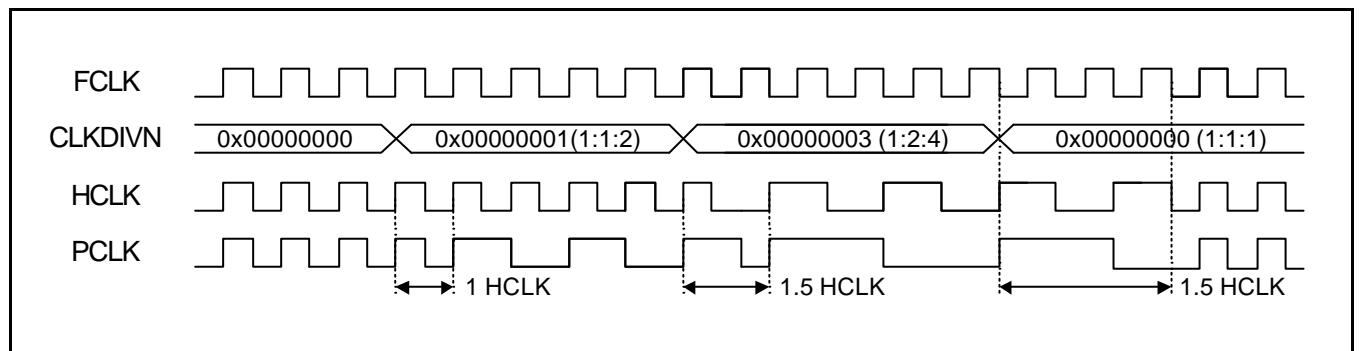 FCLK
CLKDIVN 0x00000000 0x00000001(1:1:2) 0x00000003 (1:2:4) 0x00000000 (1:1:1)
HCLK
PCLK
1 HCLK 1.5 HCLK 1.5 HCLK